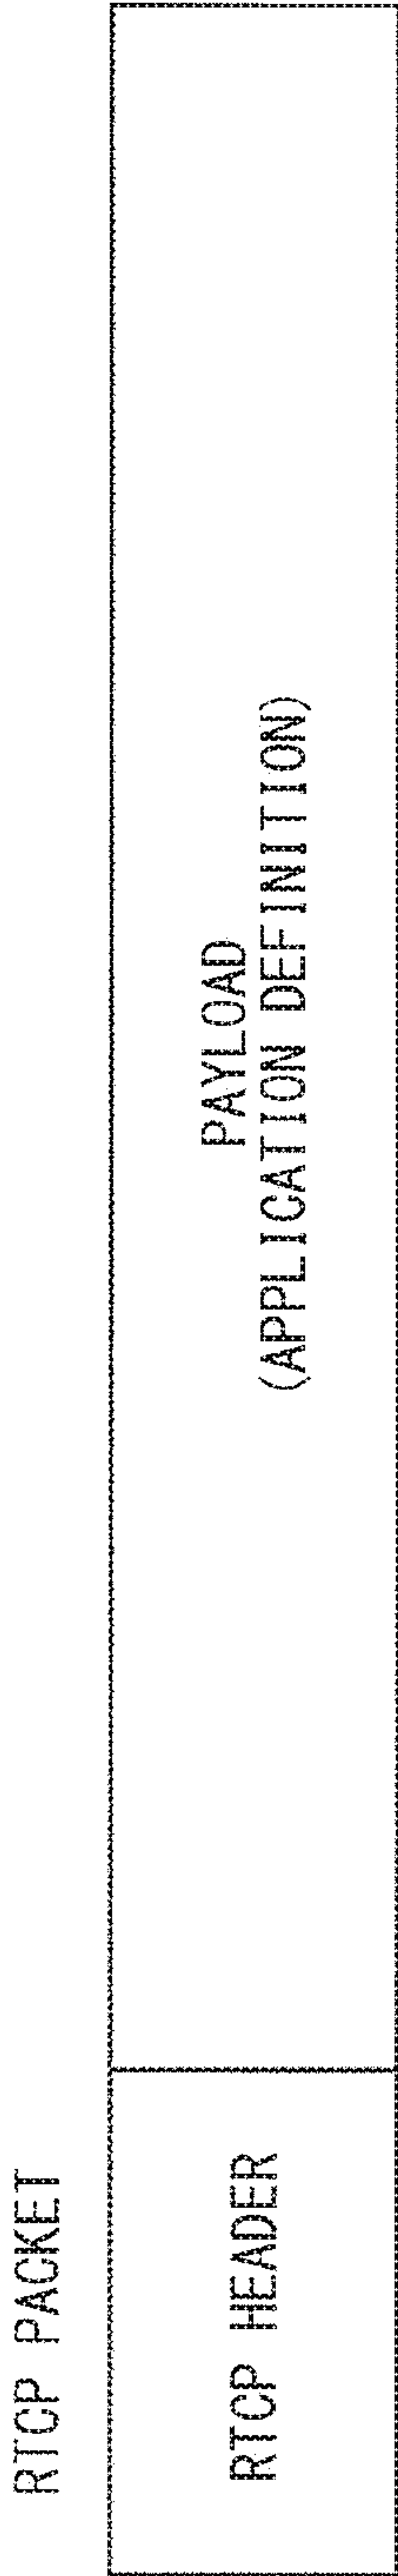 RTCP PACKET
RTCP HEADER
PAYLOAD
(APPLICATION DEFINITION)